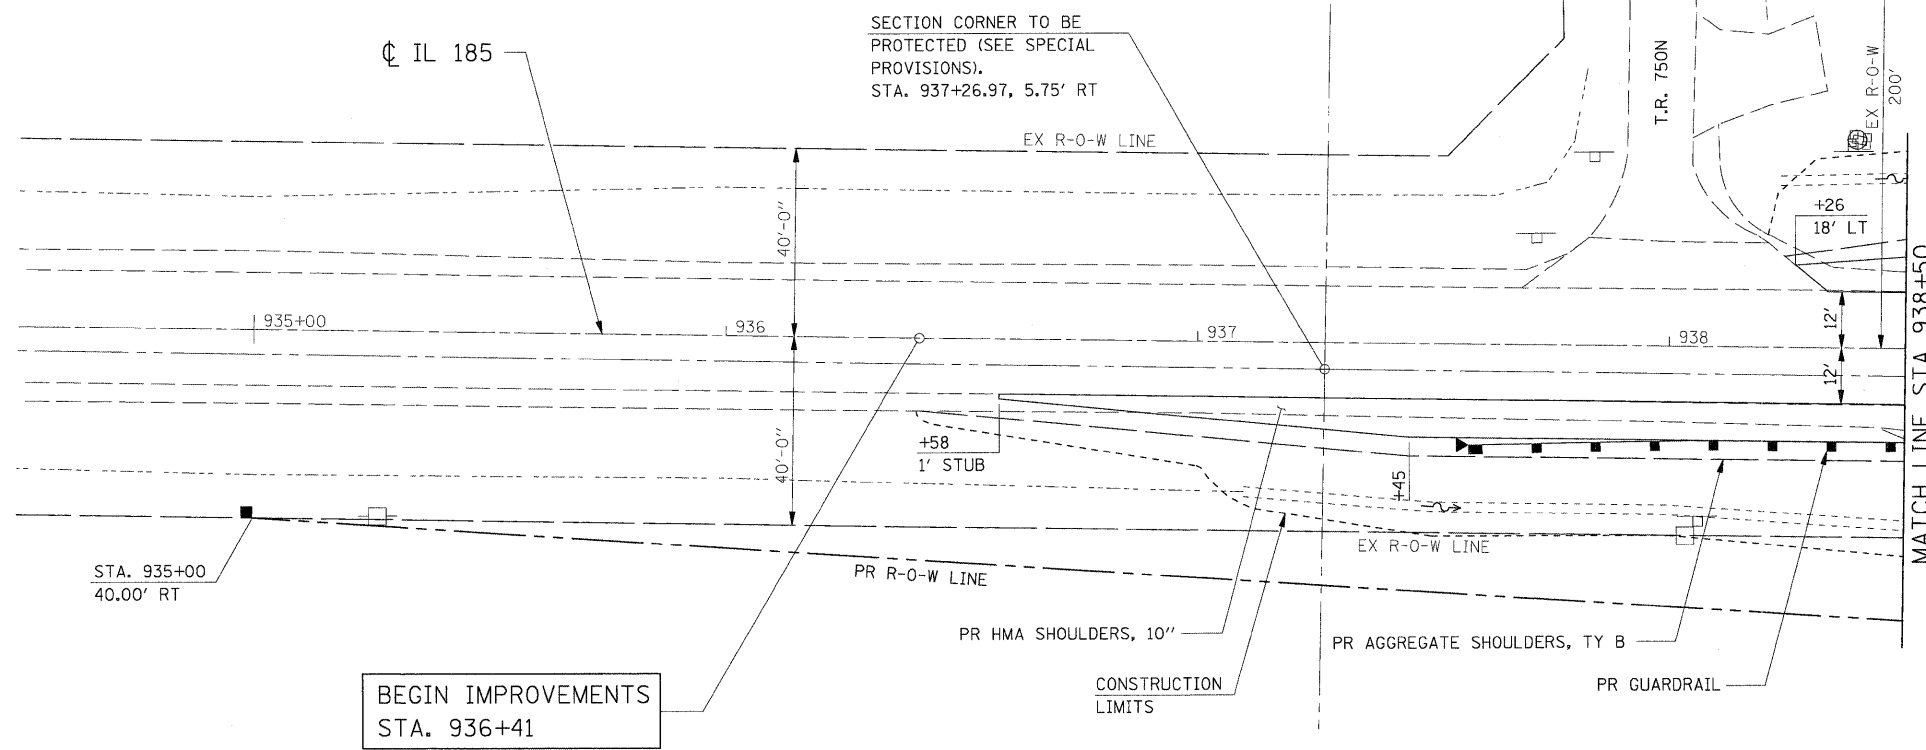 SECTION CORNER TO BE
PROTECTED (SEE SPECIAL
PROVISIONS).
STA. 937+26.97, 5.75' RT
℄ IL 185
T.R. 750N
EX R-O-W
200'
EX R-O-W LINE
40'-0"
+26
18' LT
MATCH LINE STA 938+50
935+00
936
937
938
12'
12'
40'-0"
+58
1' STUB
+45
EX R-O-W LINE
STA. 935+00
40.00' RT
PR R-O-W LINE
PR HMA SHOULDERS, 10"
PR AGGREGATE SHOULDERS, TY B
CONSTRUCTION
LIMITS
PR GUARDRAIL
BEGIN IMPROVEMENTS
STA. 936+41